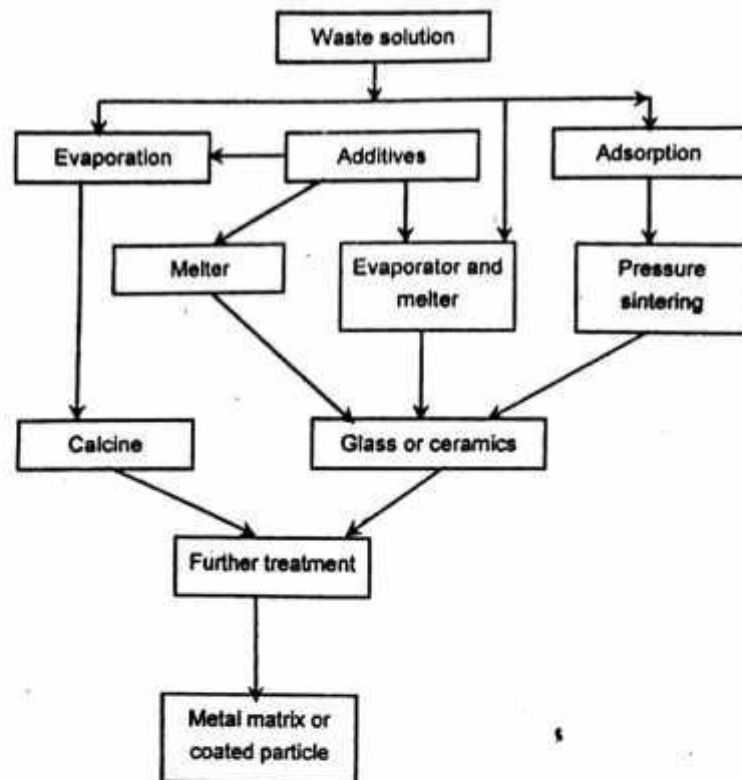 Waste solution
Evaporation
Additives
Adsorption
Melter
Evaporator and
melter
Pressure
sintering
Calcine
Glass or ceramics
Further treatment
Metal matrix or
coated particle
s